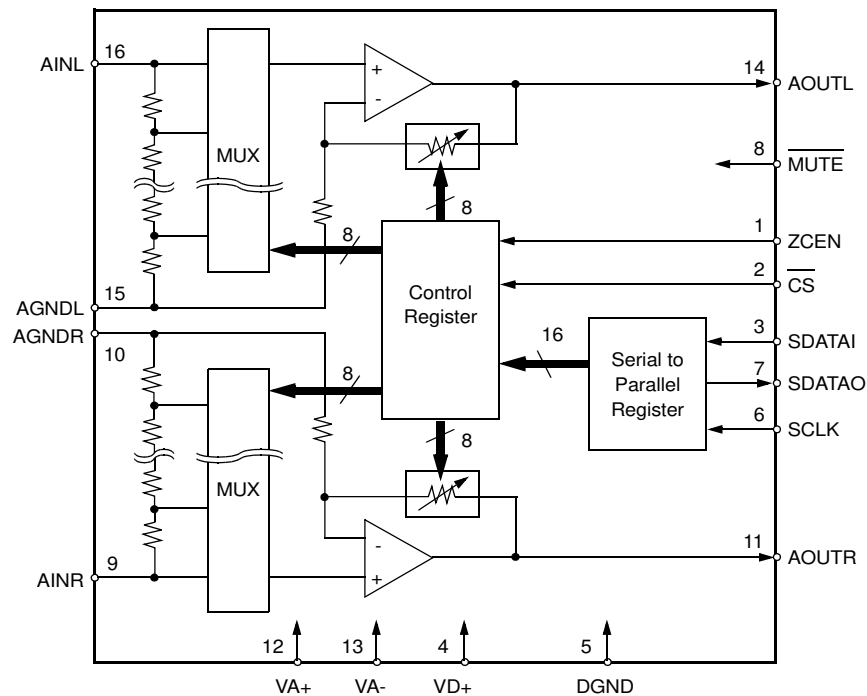 16
AINL
+
-
MUX
14
AOUTL
8
MUTE
8
8
1
ZCEN
2
CS
15
AGNDL
AGNDR
10
Control
Register
16
Serial to
Parallel
Register
3
SDATAI
7
SDATAO
6
SCLK
8
8
MUX
-
+
9
AINR
11
AOUTR
12
13
4
5
VA+
VA-
VD+
DGND